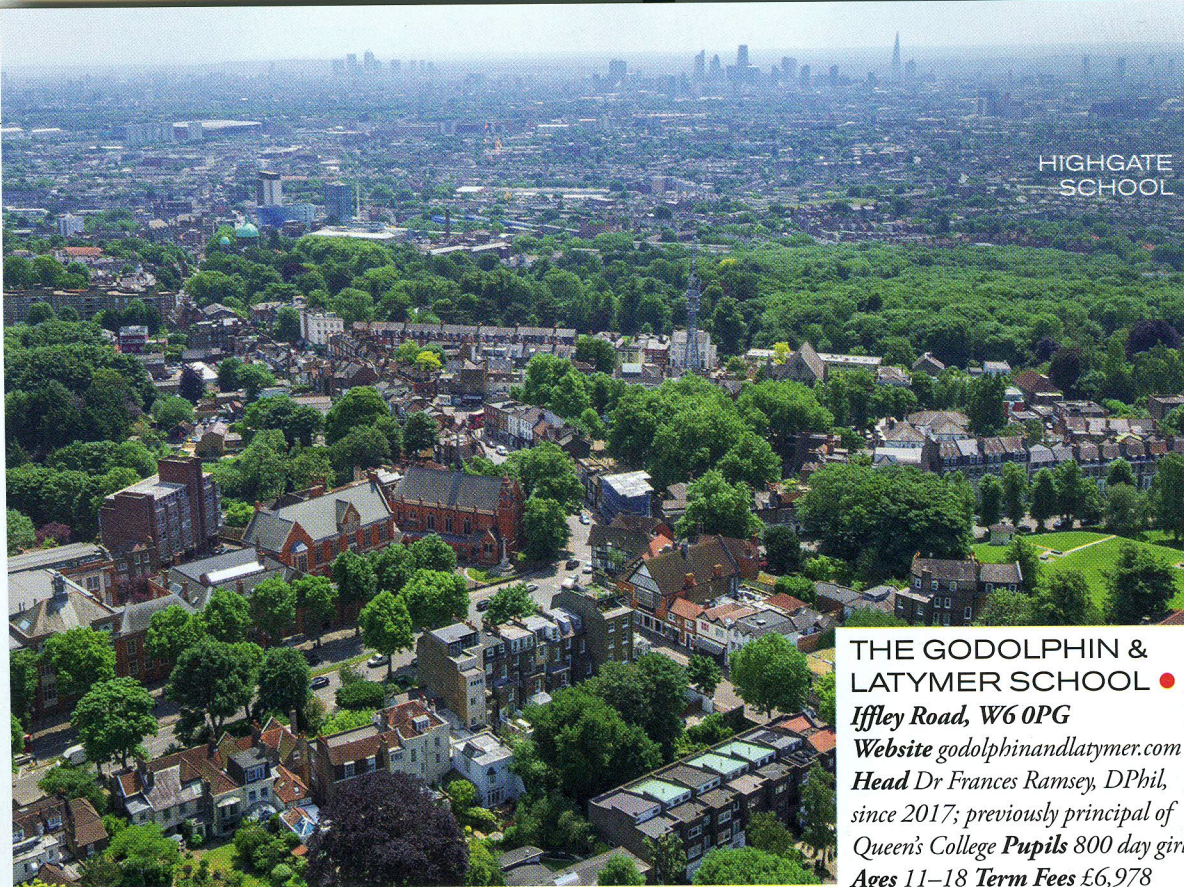 HIGHGATE
SCHOOL
THE GODOLPHIN &
LATYMER SCHOOL
Iffley Road, W6 0PG
Website godolphinandlatymer.com
Head Dr Frances Ramsey, DPhil,
since 2017; previously principal of
Queen's College Pupils 800 day
Ages 11–18 Term Fees £6,978